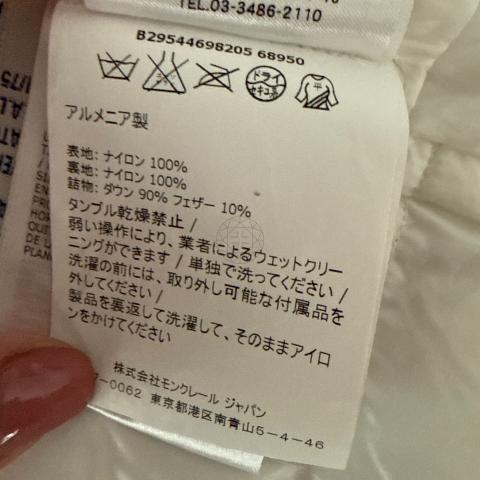 TEL.03-3486-2110
B29544698205 68950
ドライ
セキユ系
平
アルメニア製
表地: ナイロン 100%
裏地: ナイロン 100%
詰物: ダウン 90% フェザー 10%
タンブル乾燥禁止 /
弱い操作により、業者によるウェットクリー
ニングができます / 単独で洗ってください /
洗濯の前には、取り外し可能な付属品を
外してください /
製品を裏返して洗濯して、そのままアイロ
ンをかけてください
株式会社モンクレール ジャパン
-0062 東京都港区南青山5-4-46